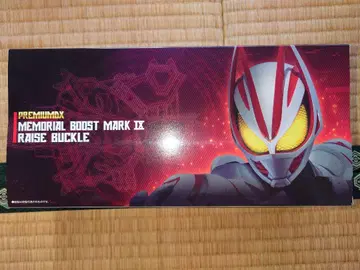 PREMIUMDX
MEMORIAL BOOST MARK IX
RAISE BUCKLE